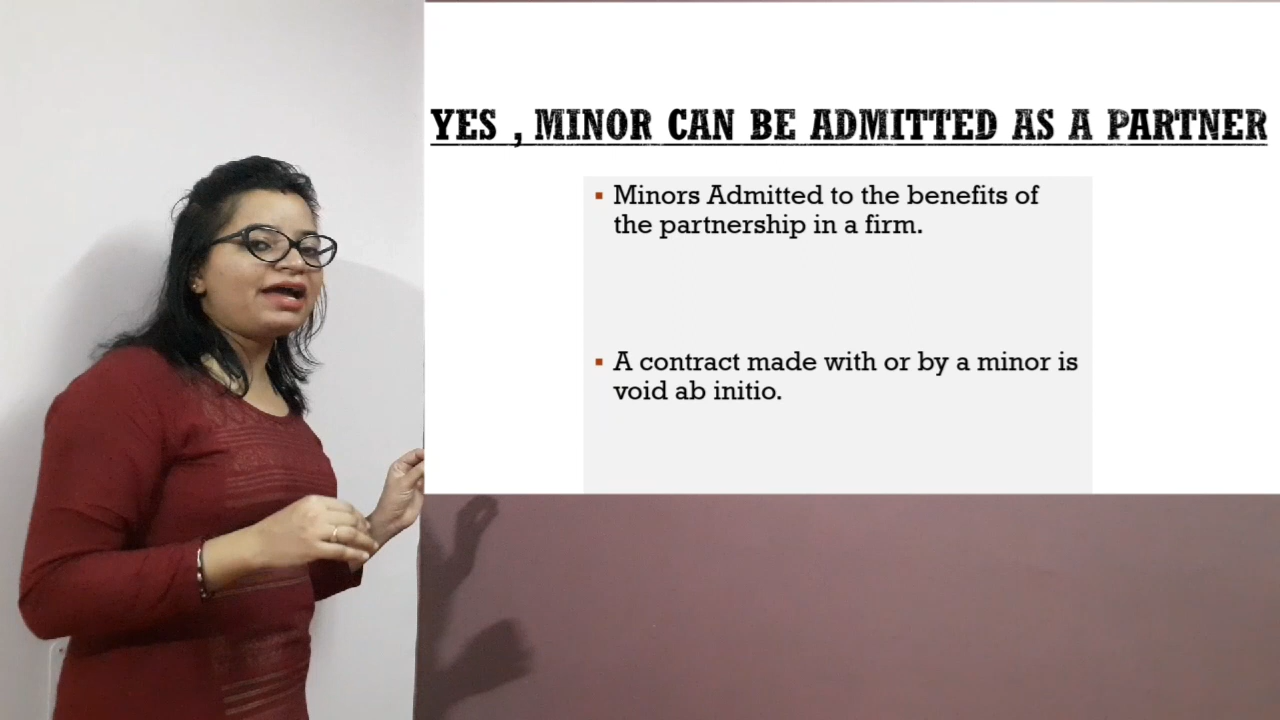 YES , MINOR CAN BE ADMITTED AS A PARTNER
▪ Minors Admitted to the benefits of
the partnership in a firm.
▪ A contract made with or by a minor is
void ab initio.